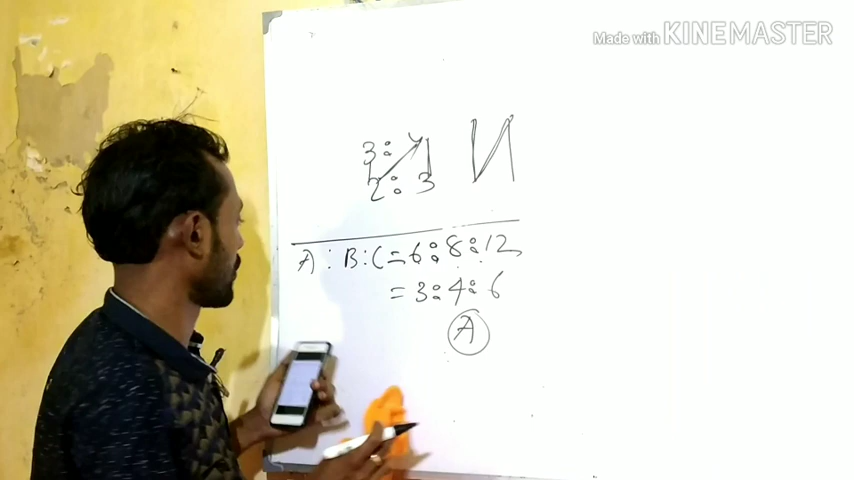 Made with KINEMASTER
3 : 4
2 : 3
A : B : C = 6 : 8 : 12
= 3 : 4 : 6
A